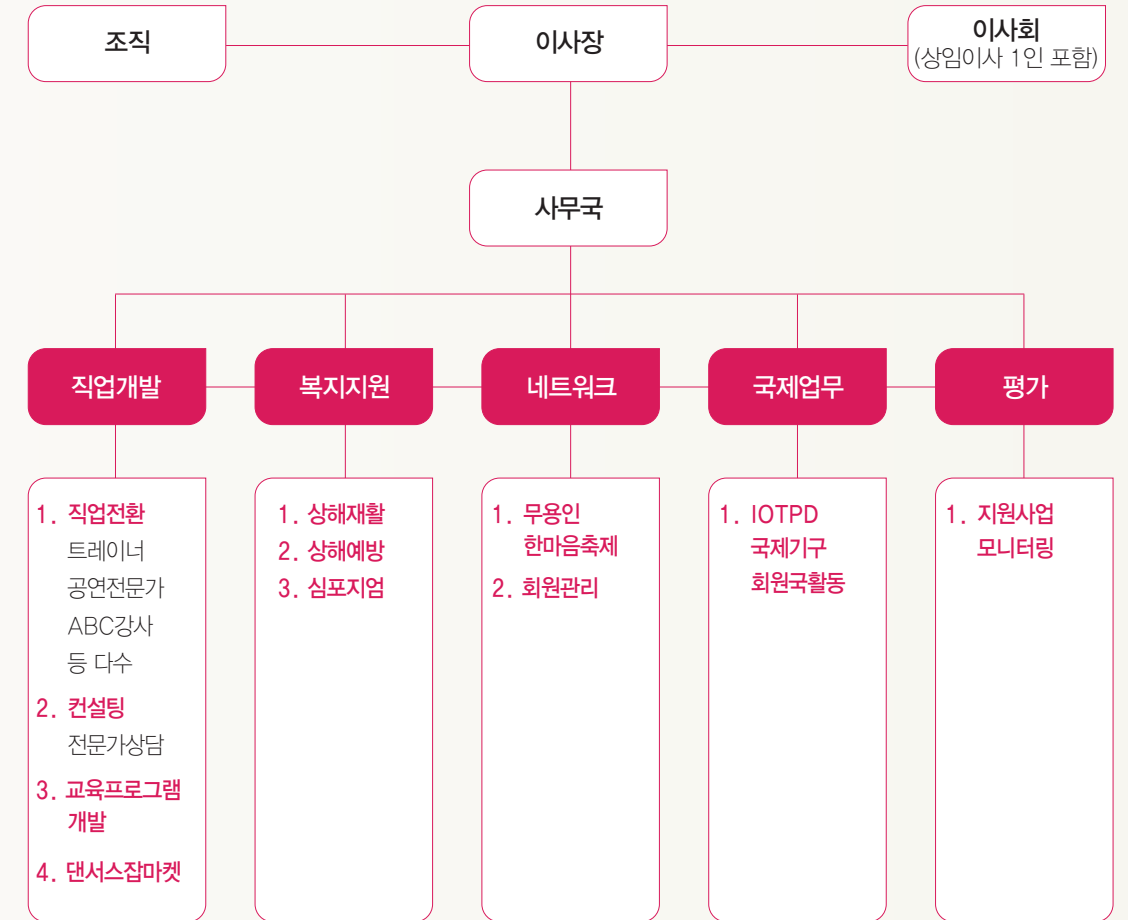 조직
이사장
이사회
(상임이사 1인 포함)
사무국
직업개발
복지지원
네트워크
국제업무
평가
1. 직업전환
트레이너
공연전문가
ABC강사
등 다수
2. 컨설팅
전문가상담
3. 교육프로그램
개발
4. 댄서스잡마켓
1. 상해재활
2. 상해예방
3. 심포지엄
1. 무용인
한마음축제
2. 회원관리
1. IOTPD
국제기구
회원국활동
1. 지원사업
모니터링